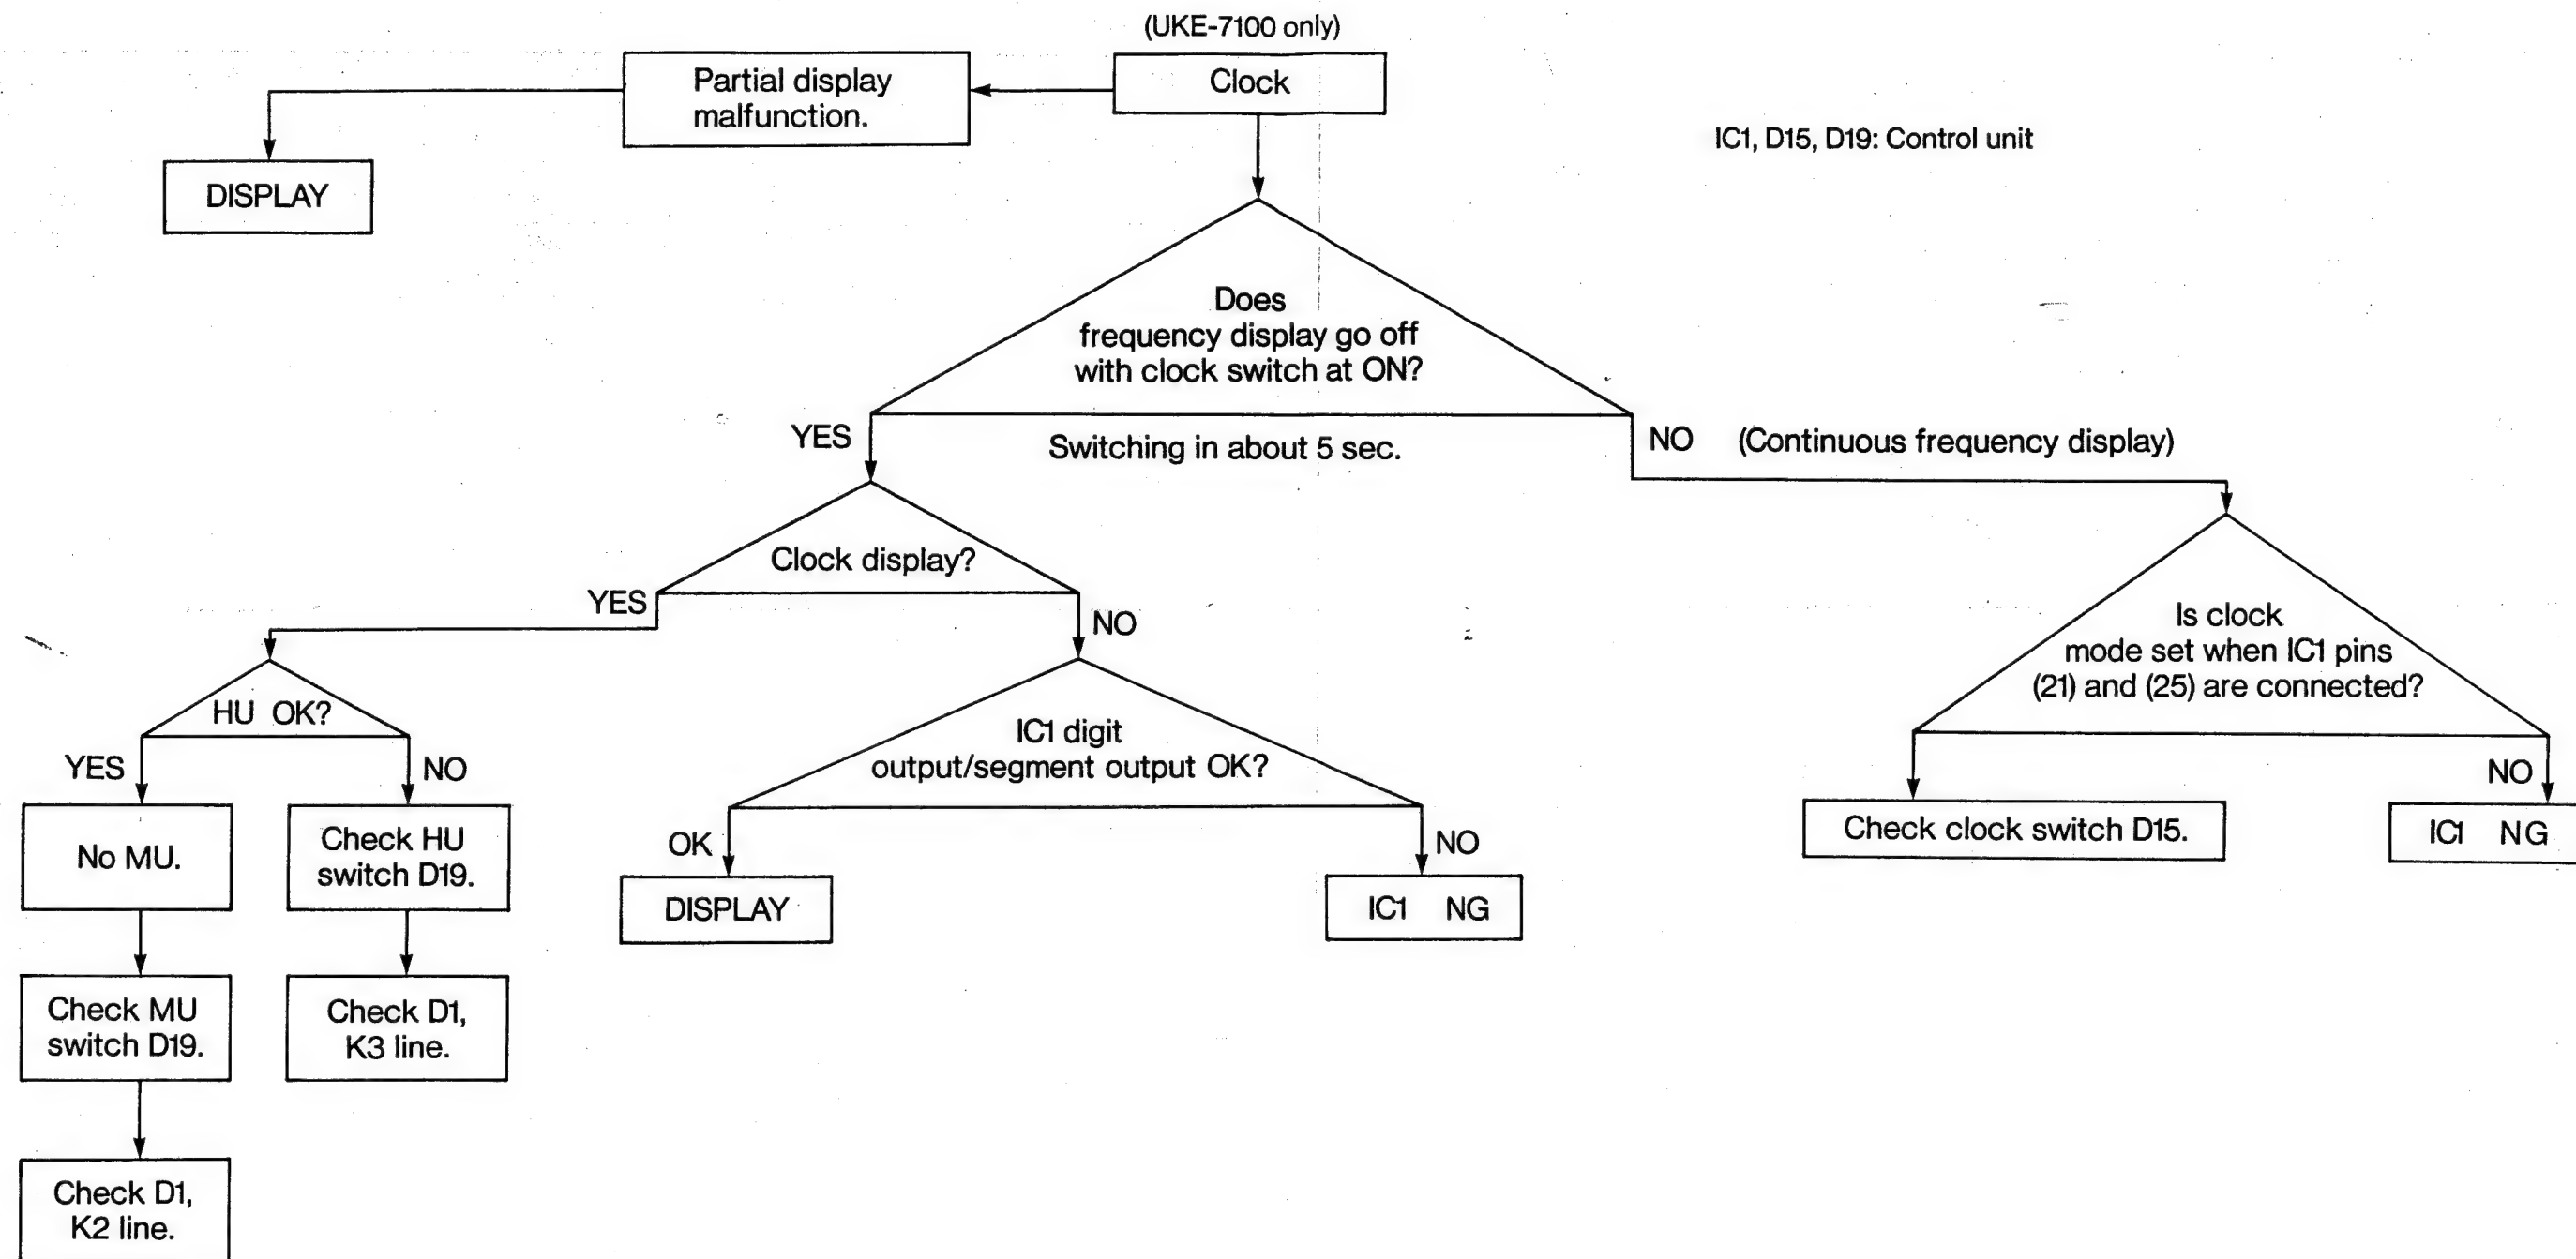 (UKE-7100 only)
Clock
Partial display
malfunction.
DISPLAY
IC1, D15, D19: Control unit
Does
frequency display go off
with clock switch at ON?
YES
Switching in about 5 sec.
NO (Continuous frequency display)
Clock display?
YES
NO
Is clock
mode set when IC1 pins
(21) and (25) are connected?
HU OK?
YES
NO
IC1 digit
output/segment output OK?
NO
No MU.
Check HU
switch D19.
OK
NO
Check clock switch D15.
IC1 NG
DISPLAY
IC1 NG
Check MU
switch D19.
Check D1,
K3 line.
Check D1,
K2 line.